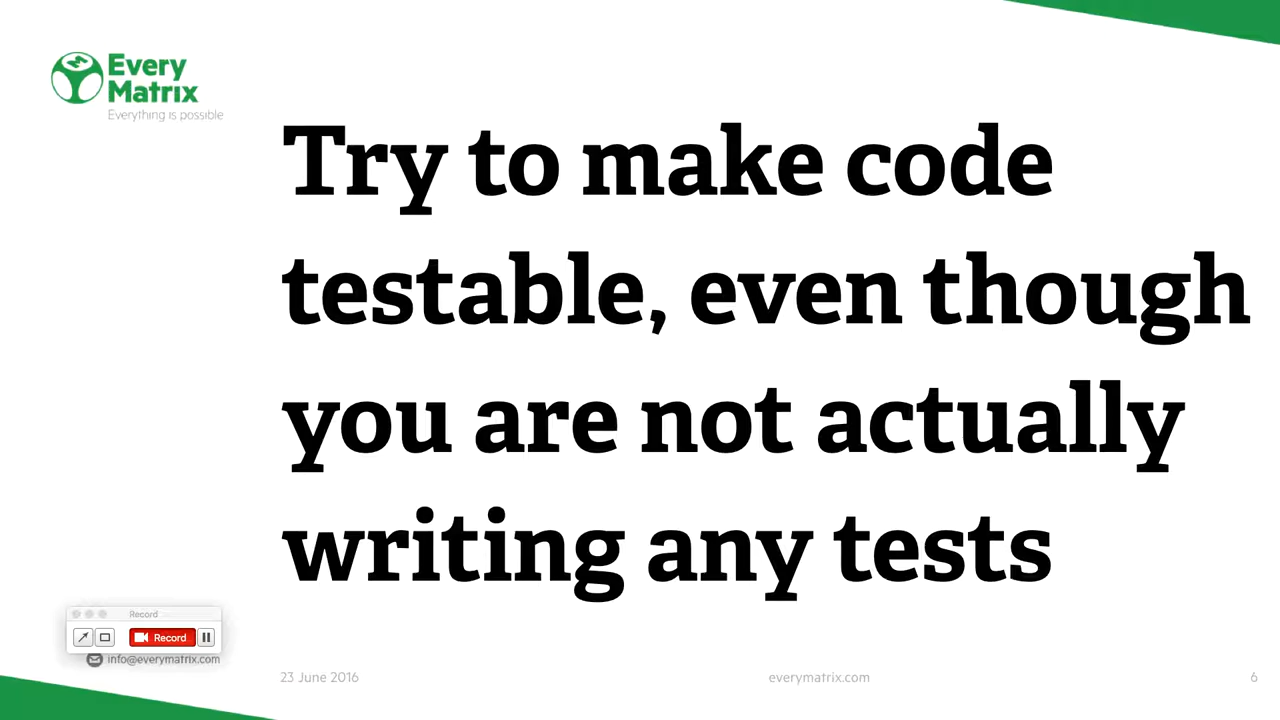 Every
Matrix
Everything is possible
Try to make code
testable, even though
you are not actually
writing any tests
Record
Record
info@everymatrix.com
23 June 2016
everymatrix.com
6